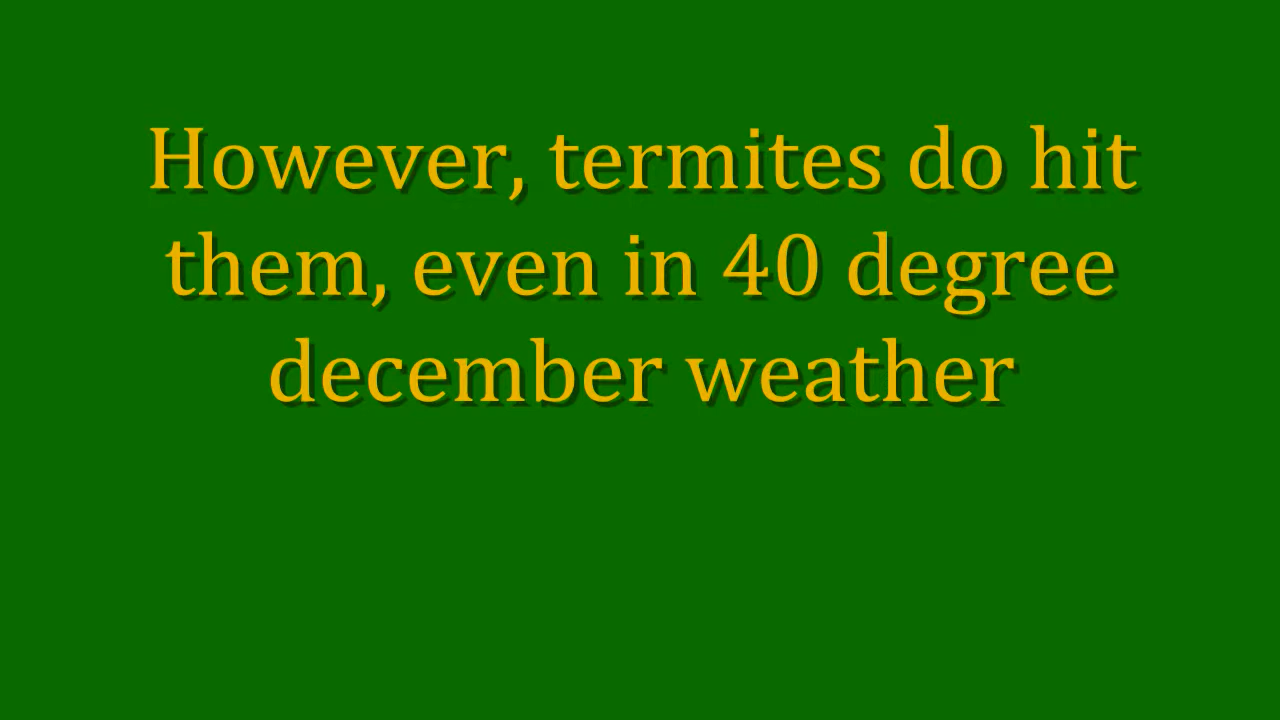 However, termites do hit
them, even in 40 degree
december weather